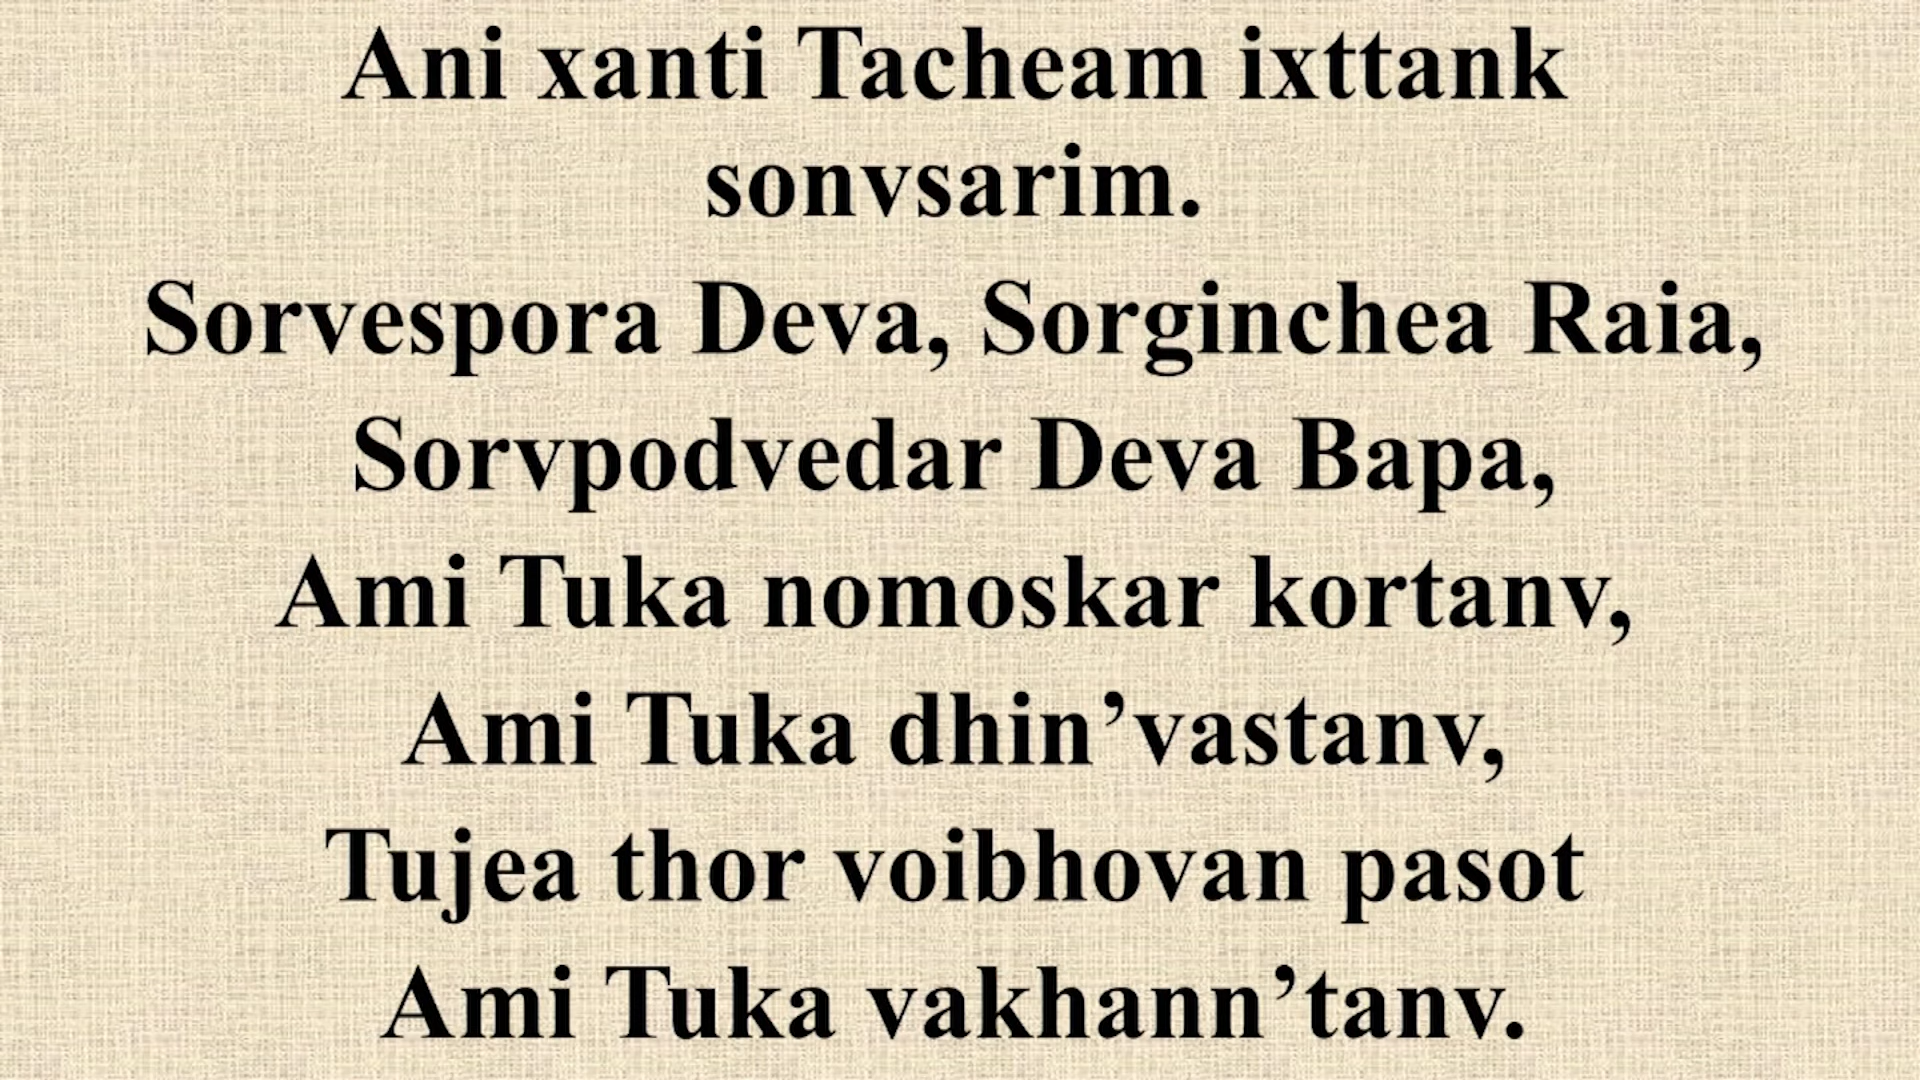 Ani xanti Tacheam ixttank
sonvsarim.
Sorvespora Deva, Sorginchea Raia,
Sorvpodvedar Deva Bapa,
Ami Tuka nomoskar kortanv,
Ami Tuka dhin’vastanv,
Tujea thor voibhovan pasot
Ami Tuka vakhann’tanv.